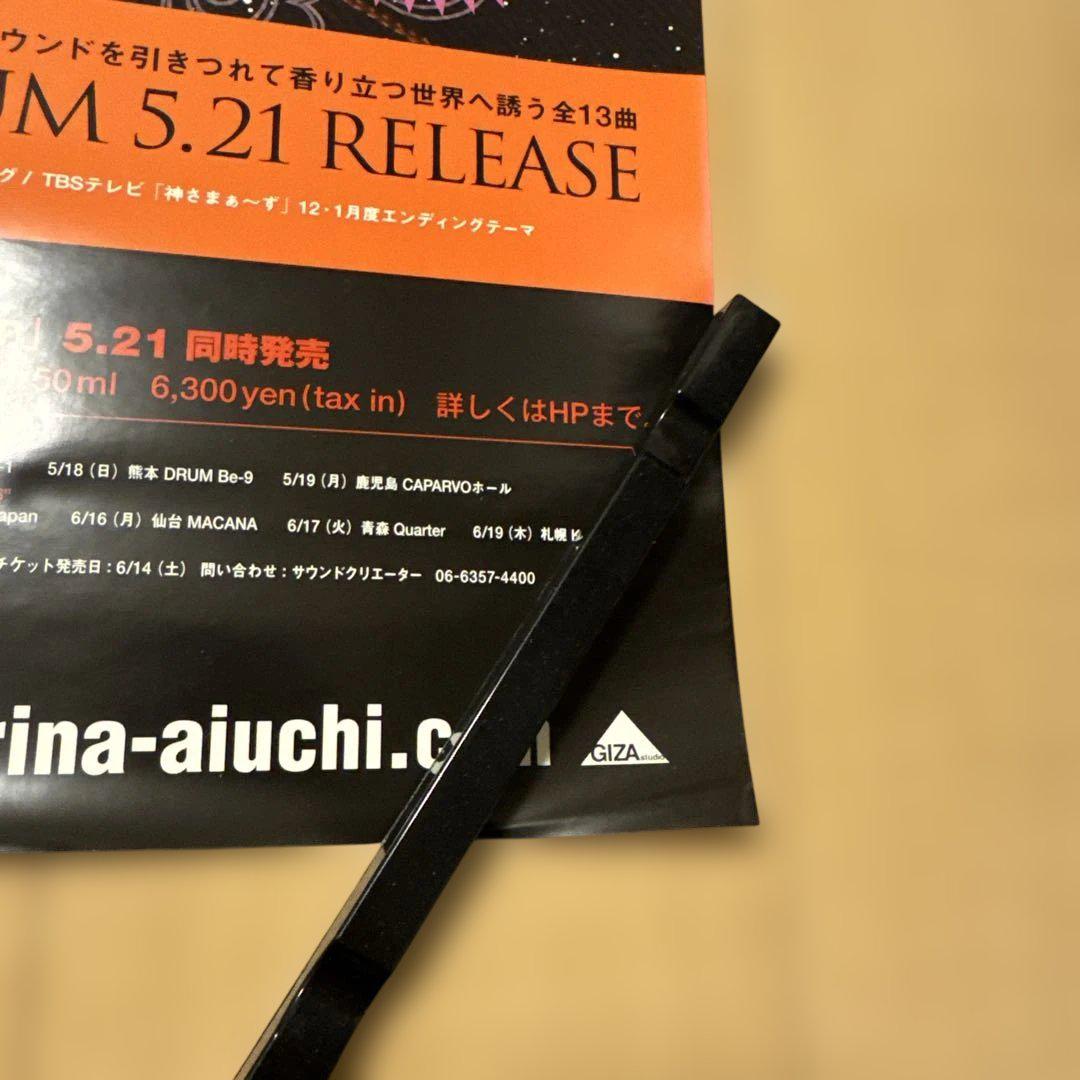 ウンドを引きつれて香り立つ世界へ誘う全13曲
UM 5.21 RELEASE
グ / TBSテレビ「神さまぁ〜ず」12・1月度エンディングテーマ
5.21 同時発売
50ml 6,300yen(tax in) 詳しくはHPまで。
5/18（日）熊本 DRUM Be-9 5/19（月）鹿児島 CAPARVOホール
apan 6/16（月）仙台 MACANA 6/17（火）青森 Quarter 6/19（木）札幌
チケット発売日：6/14（土） 問い合わせ：サウンドクリエーター 06-6357-4400
rina-aiuchi.c
GIZA studio